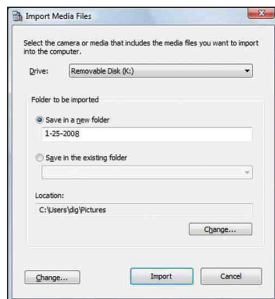 Import Media Files
Select the camera or media that includes the media files you want to import
into the computer.
Drive: Removable Disk (K:)
Folder to be imported
Save in a new folder
1-25-2008
Save in the existing folder
Location:
C:\Users\dig\Pictures
Change...
Change... Import Cancel